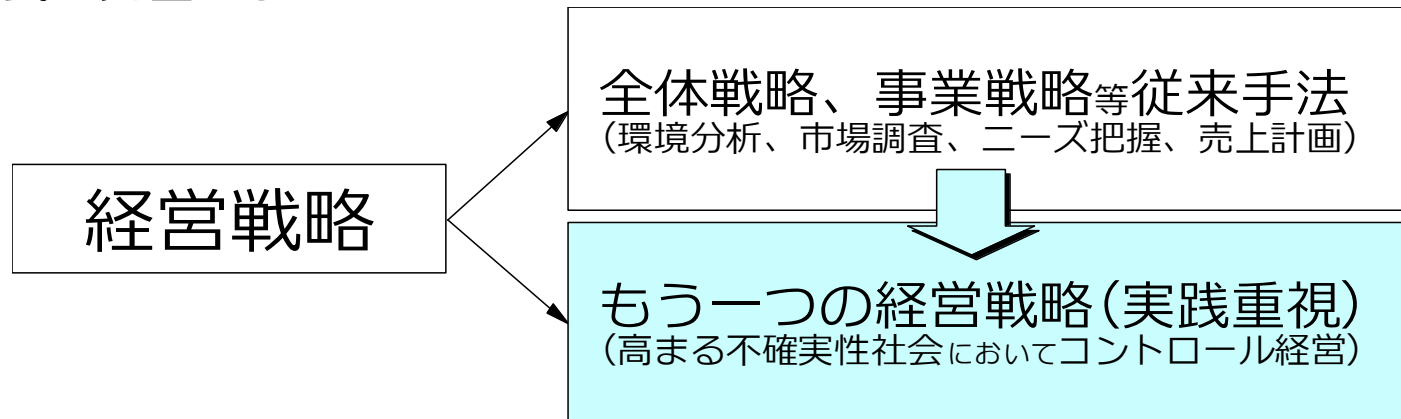 経営戦略
全体戦略、事業戦略等従来手法
(環境分析、市場調査、ニーズ把握、売上計画)
もう一つの経営戦略(実践重視)
(高まる不確実性社会においてコントロール経営)